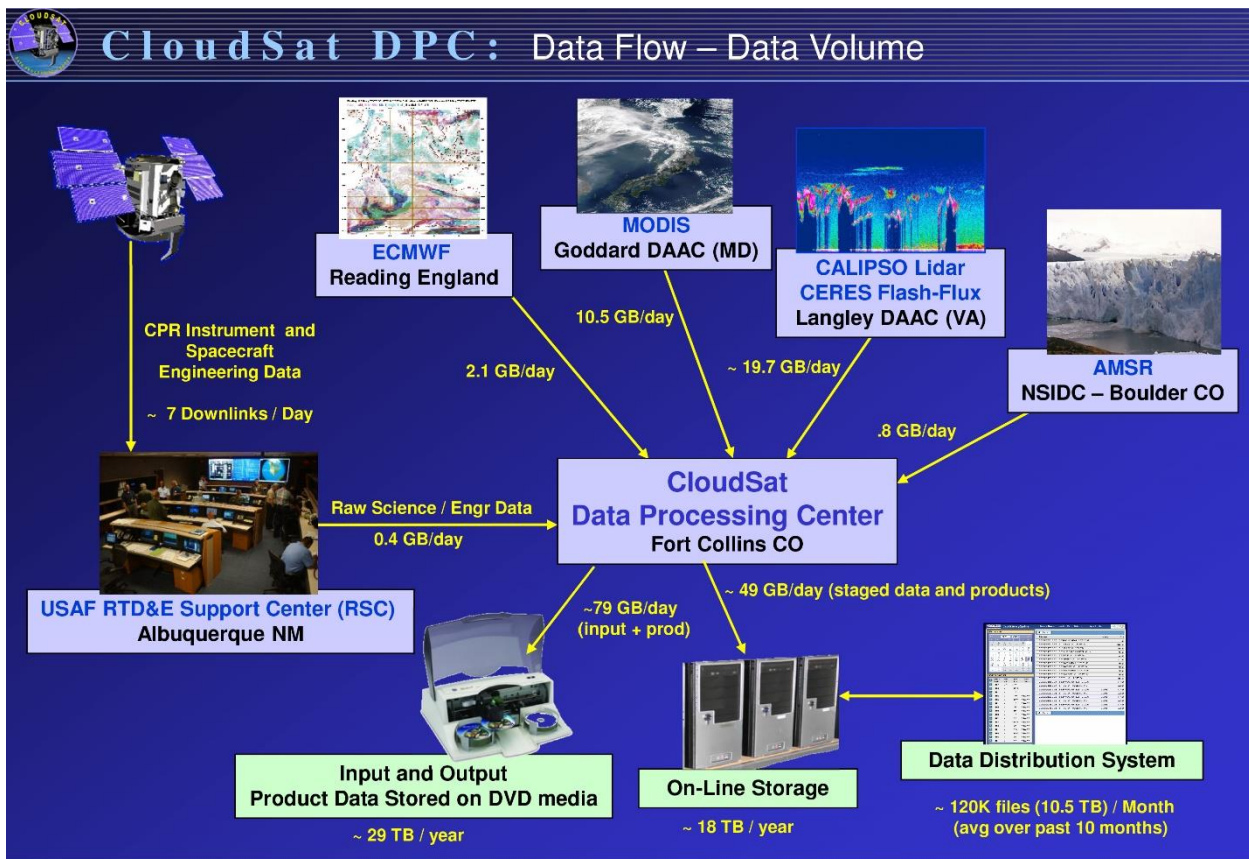 CLOUDSAT
CloudSat DPC: Data Flow – Data Volume
ECMWF
Reading England
MODIS
Goddard DAAC (MD)
CALIPSO Lidar
CERES Flash-Flux
Langley DAAC (VA)
AMSR
NSIDC – Boulder CO
CPR Instrument and
Spacecraft
Engineering Data
~ 7 Downlinks / Day
2.1 GB/day
10.5 GB/day
~ 19.7 GB/day
.8 GB/day
Raw Science / Engr Data
0.4 GB/day
CloudSat
Data Processing Center
Fort Collins CO
USAF RTD&E Support Center (RSC)
Albuquerque NM
~79 GB/day
(input + prod)
~ 49 GB/day (staged data and products)
Input and Output
Product Data Stored on DVD media
~ 29 TB / year
On-Line Storage
~ 18 TB / year
Data Distribution System
~ 120K files (10.5 TB) / Month
(avg over past 10 months)